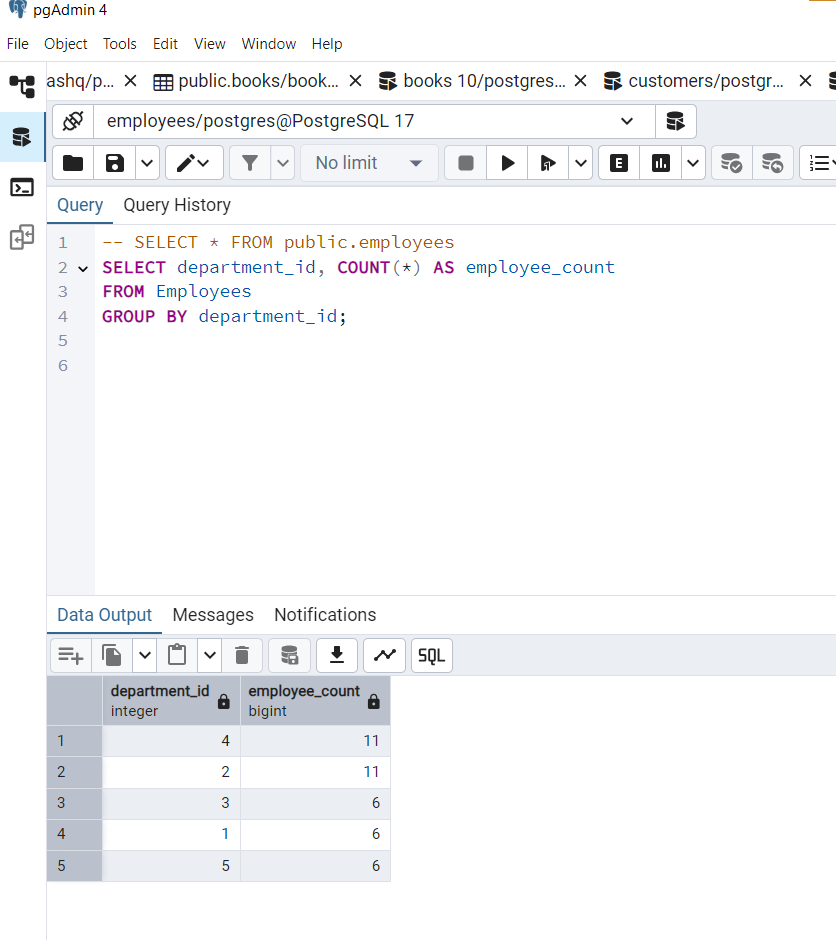 pgAdmin 4
File Object Tools Edit View Window Help
ashq/p... public.books/book... books 10/postgres... customers/postgr...
employees/postgres@PostgreSQL 17
No limit E
Query Query History
1 -- SELECT * FROM public.employees
2 SELECT department_id, COUNT(*) AS employee_count
3 FROM Employees
4 GROUP BY department_id;
5
6
Data Output Messages Notifications
SQL
department_id employee_count
integer bigint
1 4 11
2 2 11
3 3 6
4 1 6
5 5 6